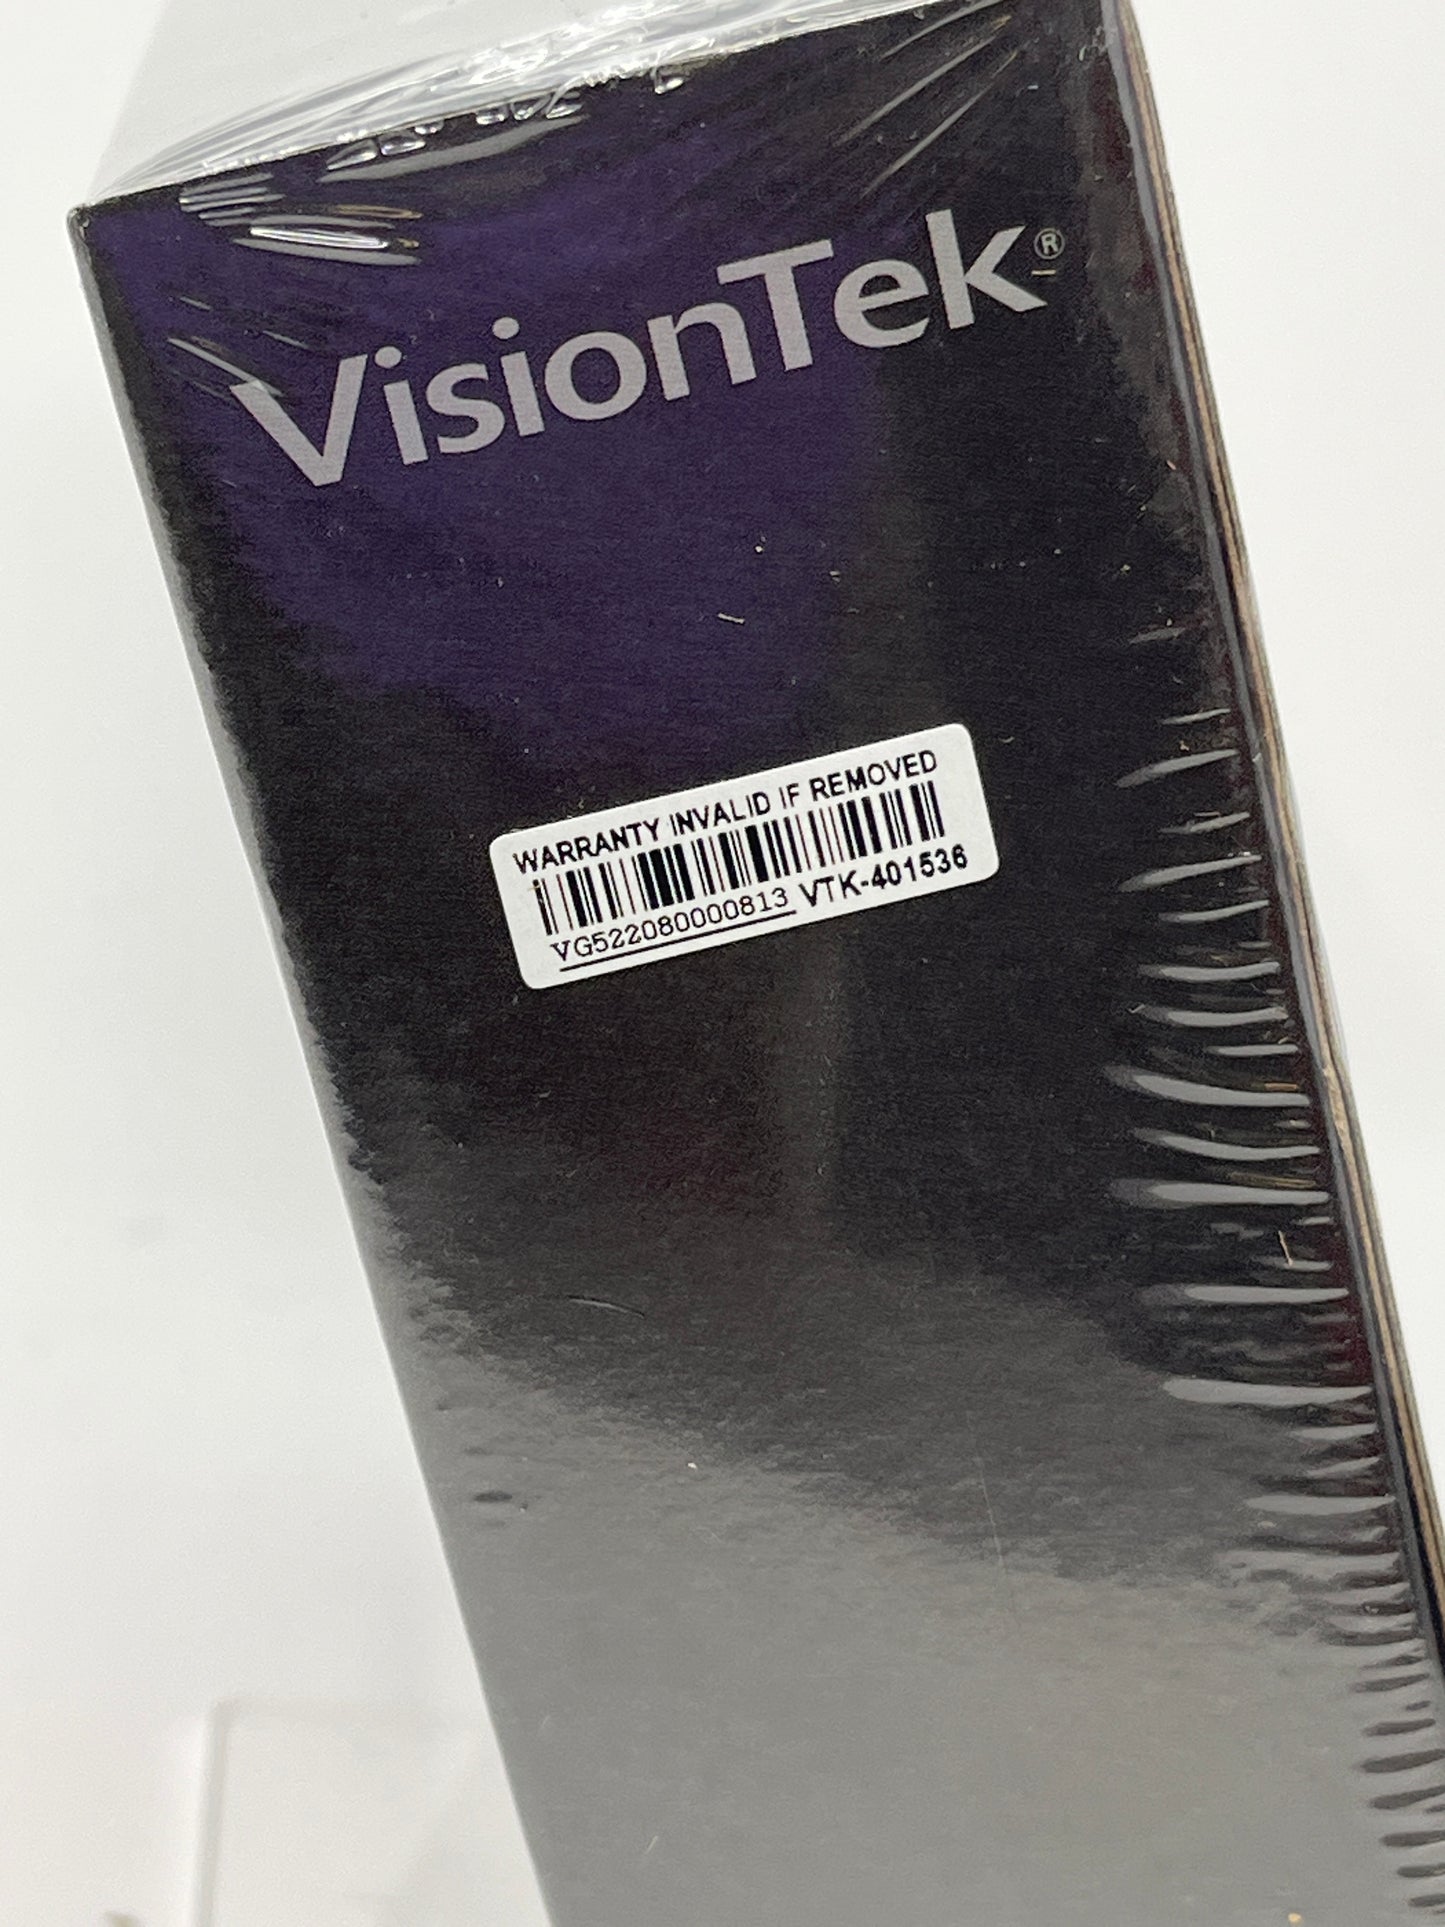 VisionTek®
WARRANTY INVALID IF REMOVED
VG522080000813 VTK-401536